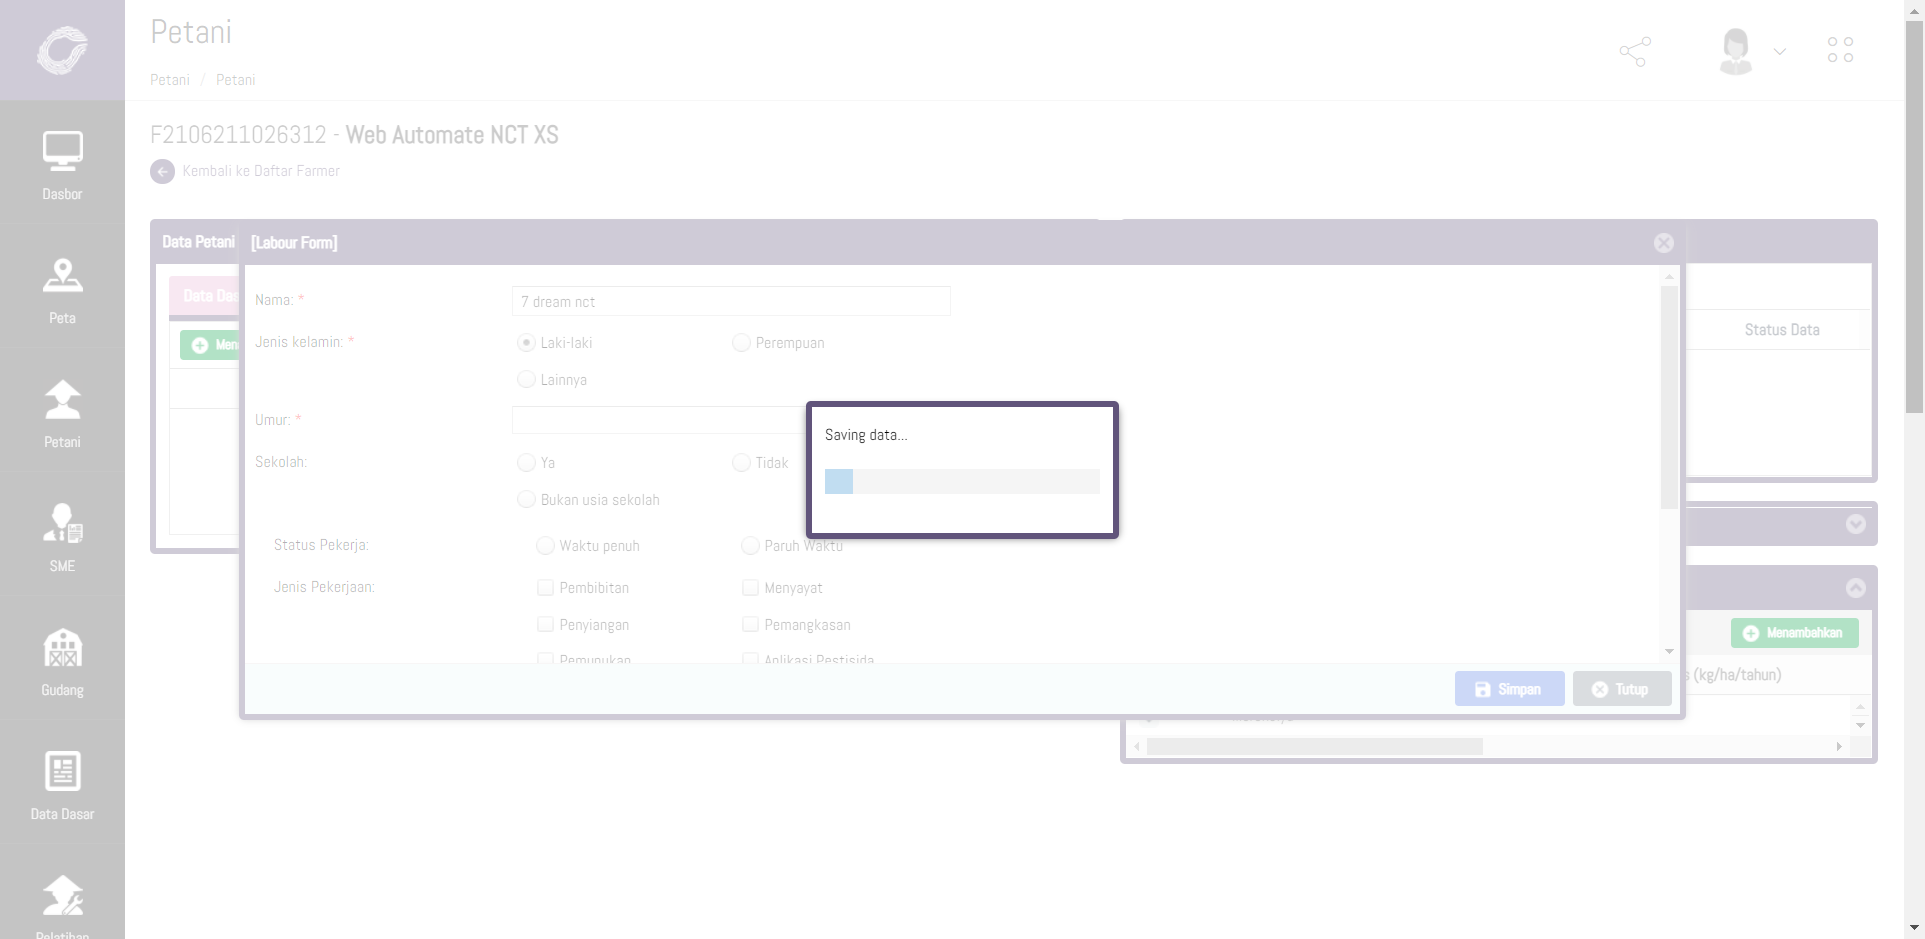 Petani
Petani / Petani
F2106211026312 - Web Automate NCT XS
Kembali ke Daftar Farmer
Dasbor
Peta
Petani
SME
Gudang
Data Dasar
Pelatihan
Data Petani
Data Das
Men
[Labour Form]
Nama: *
7 dream nct
Jenis kelamin: *
Laki-laki
Perempuan
Lainnya
Umur: *
Sekolah:
Ya
Tidak
Bukan usia sekolah
Status Pekerja:
Waktu penuh
Paruh Waktu
Jenis Pekerjaan:
Pembibitan
Menyayat
Penyiangan
Pemangkasan
Pemupukan
Aplikasi Pestisida
Saving data...
Simpan
Tutup
Status Data
Menambahkan
s (kg/ha/tahun)